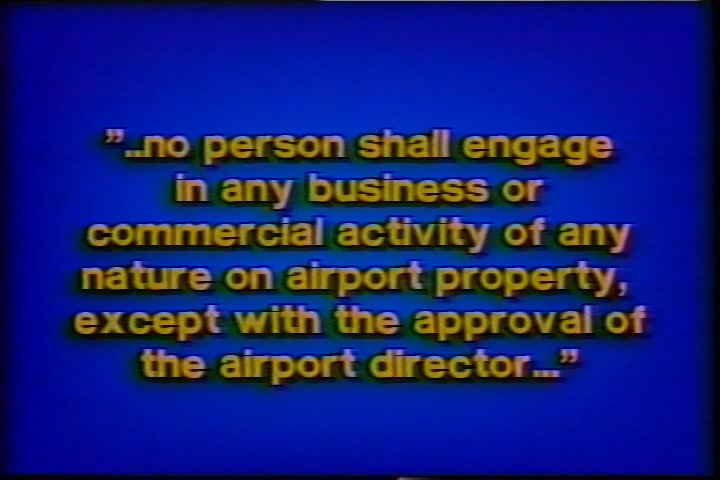 ”..no person shall engage
in any business or
commercial activity of any
nature on airport property,
except with the approval of
the airport director...”